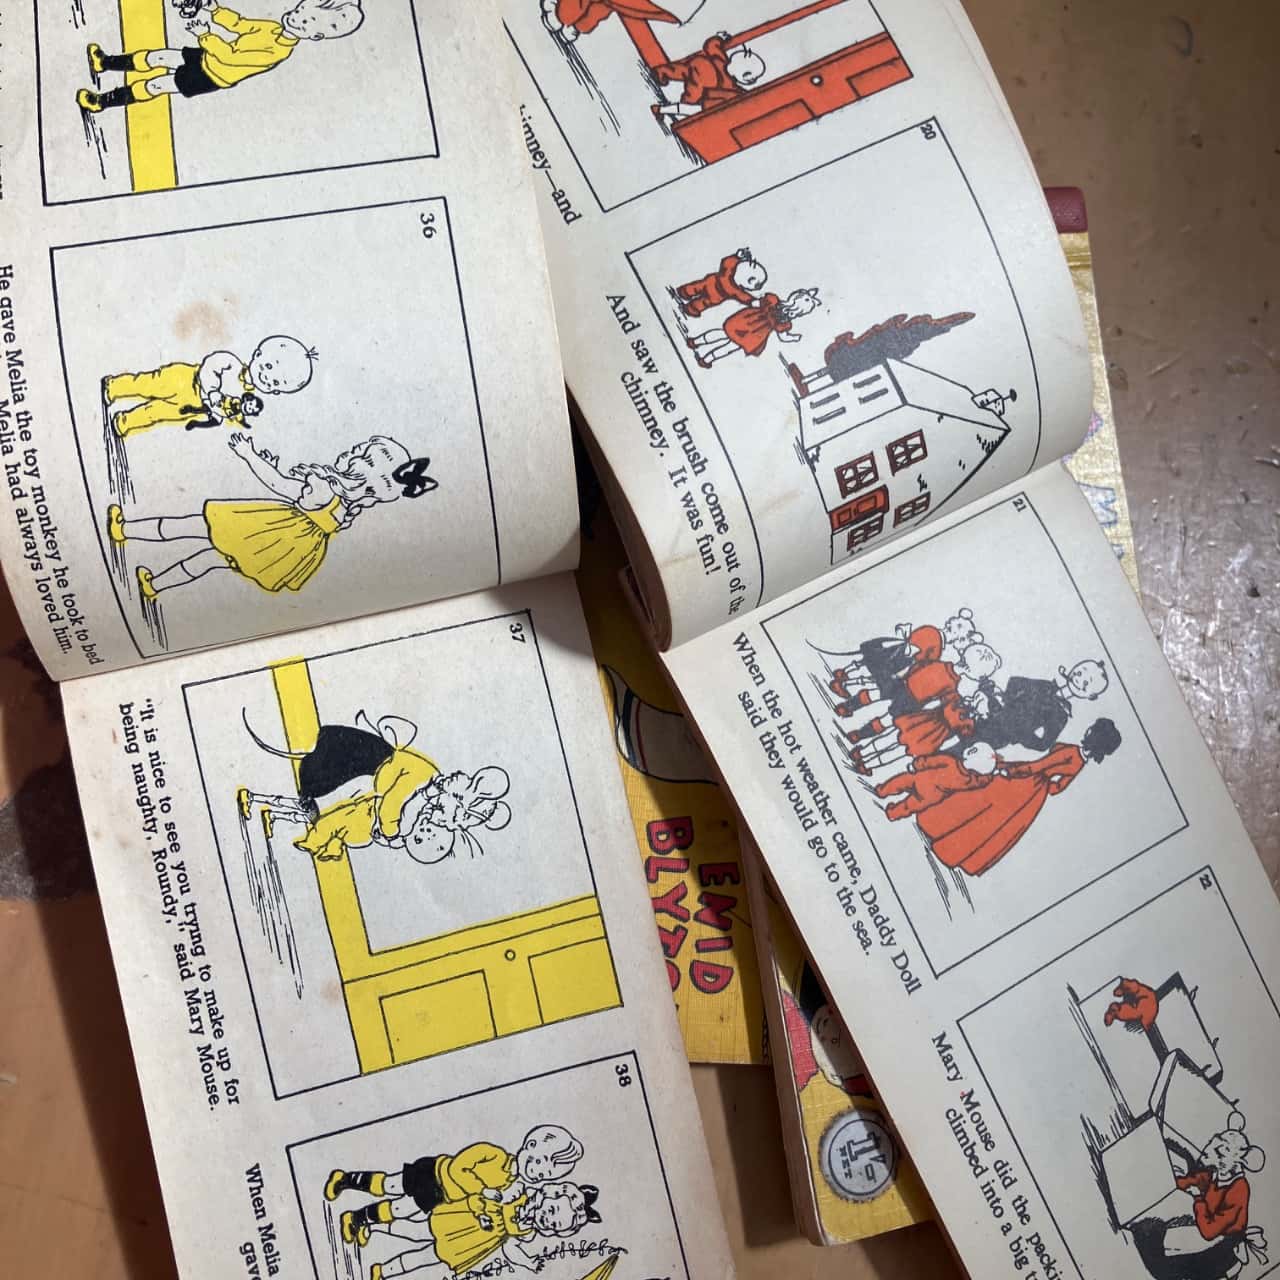 36
He gave Melia the toy monkey he took to bed
Melia had always loved him.
37
"It is nice to see you trying to make up for
being naughty, Roundy," said Mary Mouse.
38
When Melia
gave
himney—and
20
And saw the brush come out of the
chimney. It was fun!
21
When the hot weather came, Daddy Doll
said they would go to the sea.
22
Mary Mouse did the
climbed into a big
ENID
BLYTON
1/-
NET